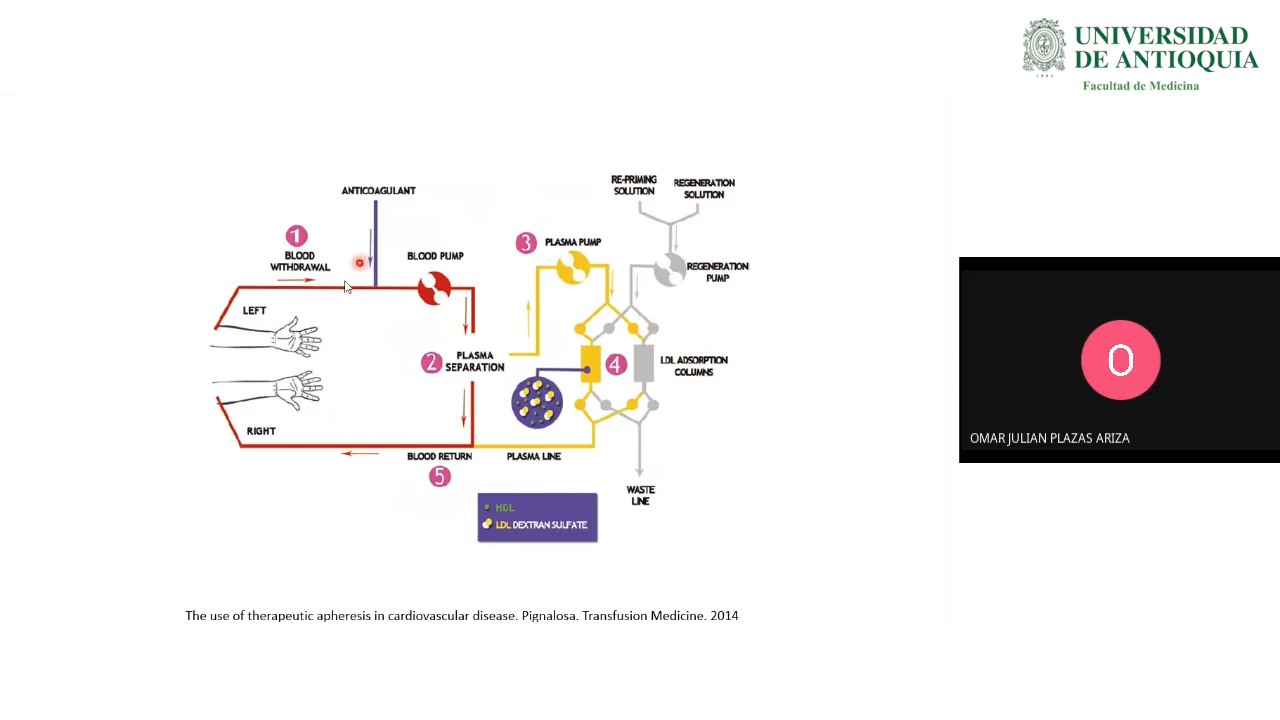 UNIVERSIDAD
DE ANTIOQUIA
1803
Facultad de Medicina
ANTICOAGULANT
RE-PRIMING
SOLUTION
REGENERATION
SOLUTION
1
BLOOD
WITHDRAWAL
BLOOD PUMP
3
PLASMA PUMP
REGENERATION
PUMP
LEFT
2
PLASMA
SEPARATION
4
LDL ADSORPTION
COLUMNS
RIGHT
BLOOD RETURN
5
PLASMA LINE
WASTE
LINE
HDL
LDL DEXTRAN SULFATE
O
OMAR JULIAN PLAZAS ARIZA
The use of therapeutic apheresis in cardiovascular disease. Pignalosa. Transfusion Medicine. 2014